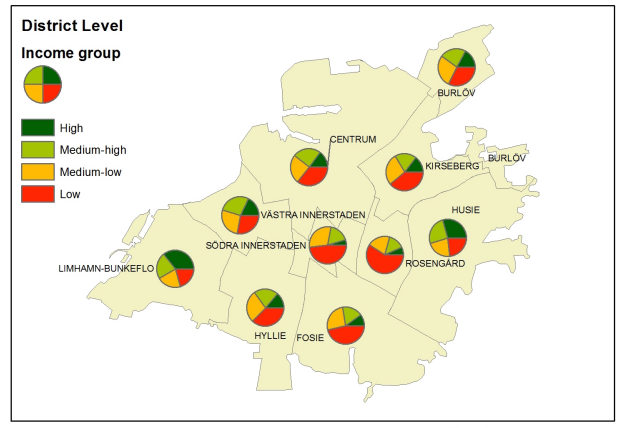 District Level
Income group
High
Medium-high
Medium-low
Low
BURLÖV
CENTRUM
BURLÖV
KIRSEBERG
HUSIE
VÄSTRA INNERSTADEN
SÖDRA INNERSTADEN
ROSENGÅRD
LIMHAMN-BUNKEFLO
HYLLIE
FOSIE